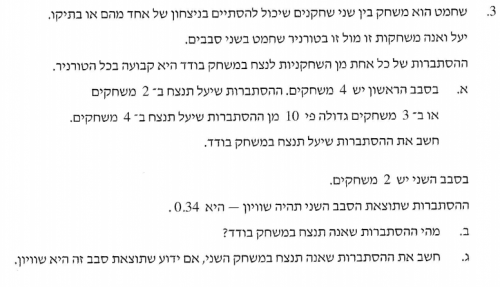 3. שחמט הוא משחק בין שני שחקנים שיכול להסתיים בניצחון של אחד מהם או בתיקו.
יעל ואנה משחקות זו מול זו בטורניר שחמט בשני סבבים.
ההסתברות של כל אחת מן השחקניות לנצח במשחק בודד היא קבועה בכל הטורניר.
א. בסבב הראשון יש 4 משחקים. ההסתברות שיעל תנצח ב־ 2 משחקים
או ב־ 3 משחקים גדולה פי 10 מן ההסתברות שיעל תנצח ב־ 4 משחקים.
חשב את ההסתברות שיעל תנצח במשחק בודד.
בסבב השני יש 2 משחקים.
ההסתברות שתוצאת הסבב השני תהיה שוויון — היא 0.34 .
ב. מהי ההסתברות שאנה תנצח במשחק בודד?
ג. חשב את ההסתברות שאנה תנצח במשחק השני, אם ידוע שתוצאת סבב זה היא שוויון.